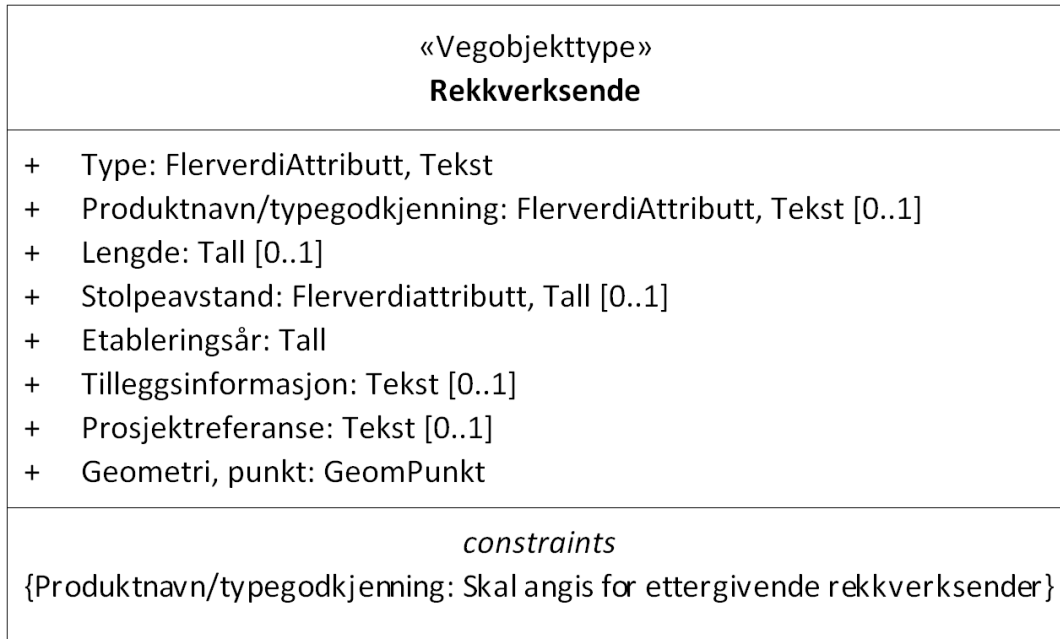 «Vegobjekttype»
Rekkverksende
+ Type: FlerverdiAttributt, Tekst
+ Produktnavn/typegodkjenning: FlerverdiAttributt, Tekst [0..1]
+ Lengde: Tall [0..1]
+ Stolpeavstand: Flerverdiattributt, Tall [0..1]
+ Etableringsår: Tall
+ Tilleggsinformasjon: Tekst [0..1]
+ Prosjektreferanse: Tekst [0..1]
+ Geometri, punkt: GeomPunkt
constraints
{Produktnavn/typegodkjenning: Skal angis for ettergivende rekkverksender}